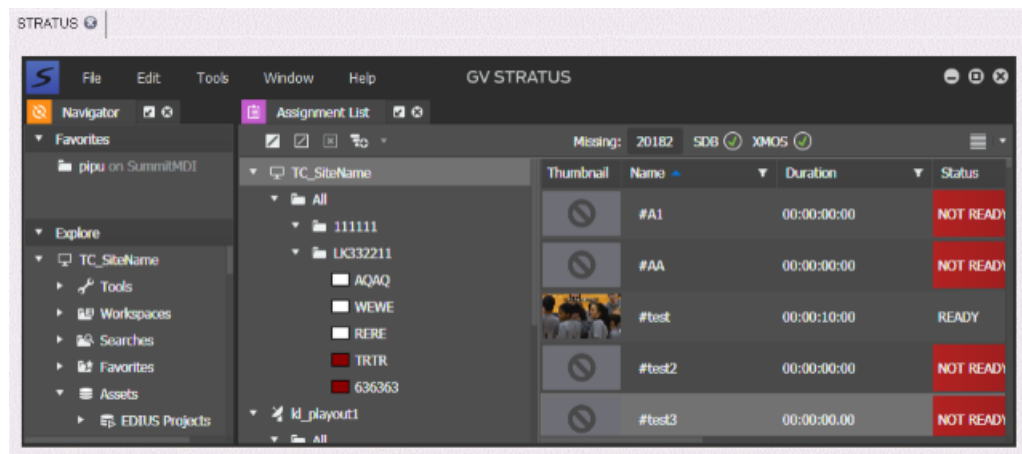 STRATUS
File Edit Tools Window Help GV STRATUS
Navigator
Assignment List
Favorites
pipu on SummitMDI
Explore
TC_SiteName
Tools
Workspaces
Searches
Favorites
Assets
EDIUS Projects
Missing: 20182 SDB XMOS
TC_SiteName
All
111111
LK332211
AQAQ
WEWE
RERE
TRTR
636363
kl_playout1
All
Thumbnail Name Duration Status
#A1 00:00:00:00 NOT READY
#AA 00:00:00:00 NOT READY
#test 00:00:10:00 READY
#test2 00:00:00:00 NOT READY
#test3 00:00:00.00 NOT READY